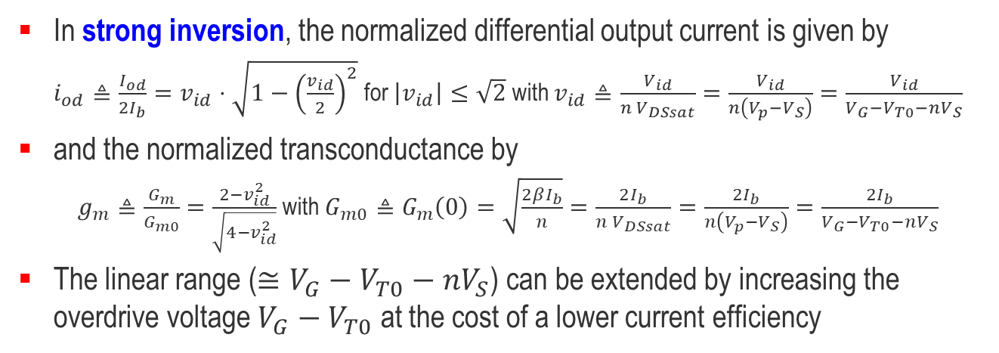 ▪ In strong inversion, the normalized differential output current is given by
$i_{od} \triangleq \frac{I_{od}}{2I_b} = v_{id} \cdot \sqrt{1 - \left(\frac{v_{id}}{2}\right)^2}$ for $|v_{id}| \leq \sqrt{2}$ with $v_{id} \triangleq \frac{V_{id}}{n\,V_{DSsat}} = \frac{V_{id}}{n(V_p - V_S)} = \frac{V_{id}}{V_G - V_{T0} - nV_S}$
▪ and the normalized transconductance by
$g_m \triangleq \frac{G_m}{G_{m0}} = \frac{2 - v_{id}^2}{\sqrt{4 - v_{id}^2}}$ with $G_{m0} \triangleq G_m(0) = \sqrt{\frac{2\beta I_b}{n}} = \frac{2I_b}{n\,V_{DSsat}} = \frac{2I_b}{n(V_p - V_S)} = \frac{2I_b}{V_G - V_{T0} - nV_S}$
▪ The linear range ($\cong V_G - V_{T0} - nV_S$) can be extended by increasing the
overdrive voltage $V_G - V_{T0}$ at the cost of a lower current efficiency